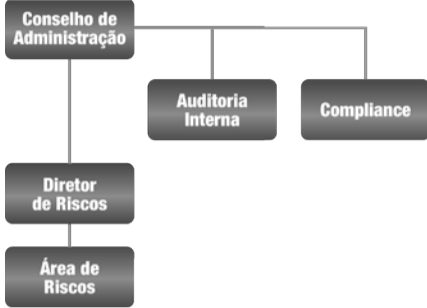 Conselho de
Administração
Auditoria
Interna
Compliance
Diretor
de Riscos
Área de
Riscos